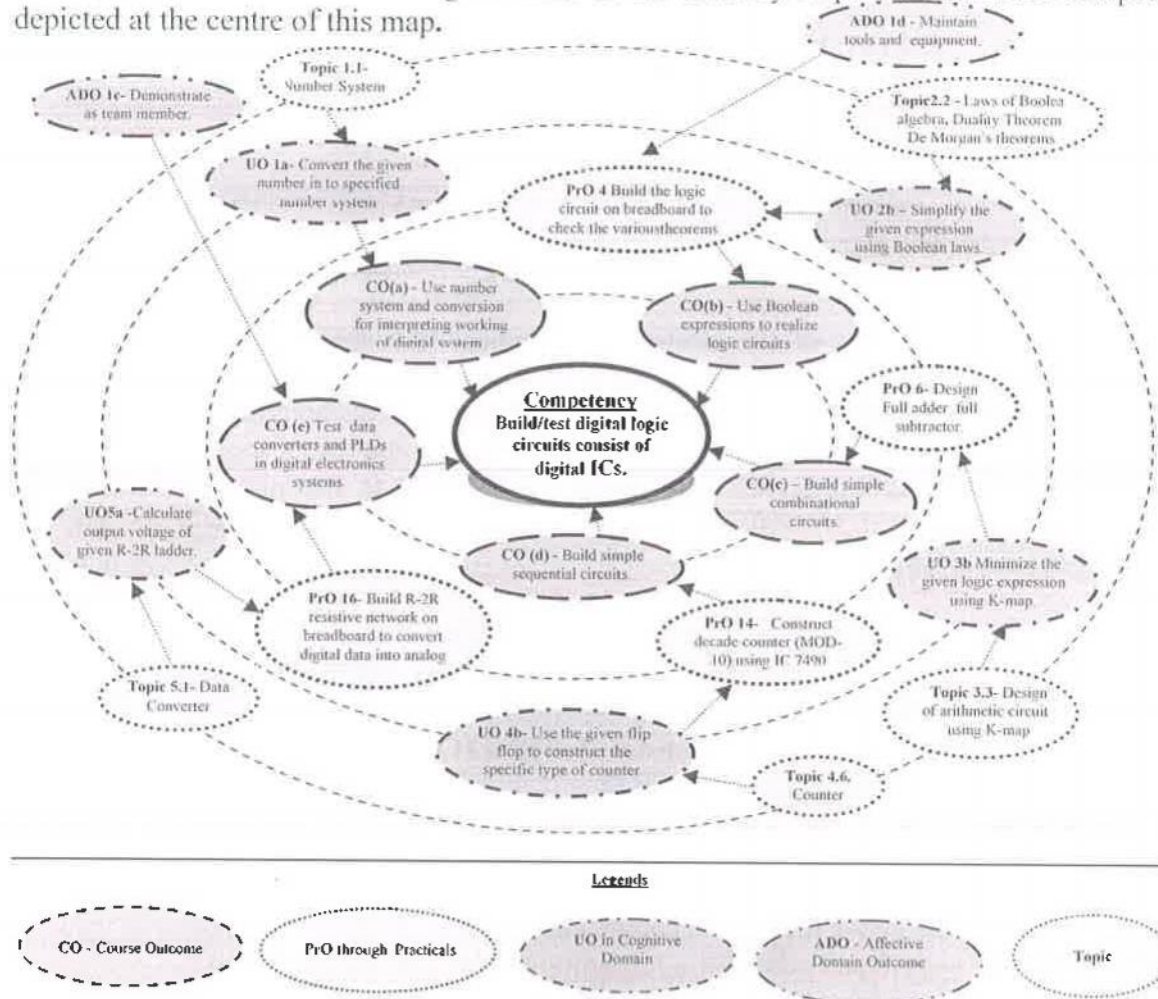 depicted at the centre of this map.
ADO 1d - Maintain
tools and equipment.
Topic 1.1-
Number System
ADO 1c- Demonstrate
as team member.
Topic2.2 - Laws of Boolea
algebra, Duality Theorem
De Morgan's theorems
UO 1a- Convert the given
number in to specified
number system
PrO 4 Build the logic
circuit on breadboard to
check the varioustheorems
UO 2b – Simplify the
given expression
using Boolean laws.
CO(a) - Use number
system and conversion
for interpreting working
of digital system
CO(b) - Use Boolean
expressions to realize
logic circuits
Competency
Build/test digital logic
circuits consist of
digital ICs.
PrO 6- Design
Full adder full
subtractor.
CO (e) Test data
converters and PLDs
in digital electronics
systems
CO(c) – Build simple
combinational
circuits.
UO5a -Calculate
output voltage of
given R-2R ladder.
CO (d) - Build simple
sequential circuits.
UO 3b Minimize the
given logic expression
using K-map
PrO 16- Build R-2R
resistive network on
breadboard to convert
digital data into analog
PrO 14- Construct
decade counter (MOD-
10) using IC 7490
Topic 5.1- Data
Converter
Topic 3.3- Design
of arithmetic circuit
using K-map
UO 4b- Use the given flip
flop to construct the
specific type of counter
Topic 4.6.
Counter
Legends
CO - Course Outcome
PrO through Practicals
UO in Cognitive
Domain
ADO - Affective
Domain Outcome
Topic